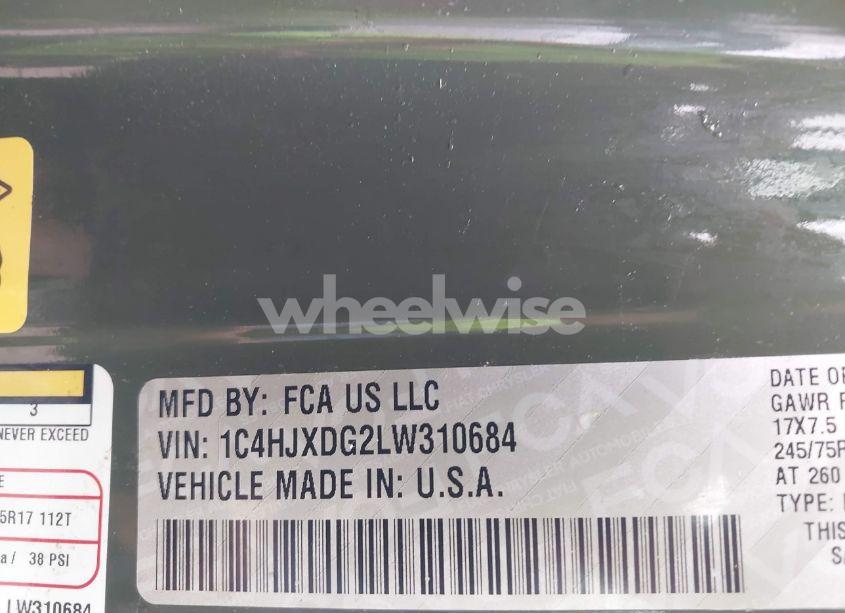 wheelwise
3
NEVER EXCEED
5R17 112T
a / 38 PSI
LW310684
MFD BY: FCA US LLC
VIN: 1C4HJXDG2LW310684
VEHICLE MADE IN: U.S.A.
DATE OF
GAWR
17X7.5
245/75R
AT 260
TYPE:
THIS